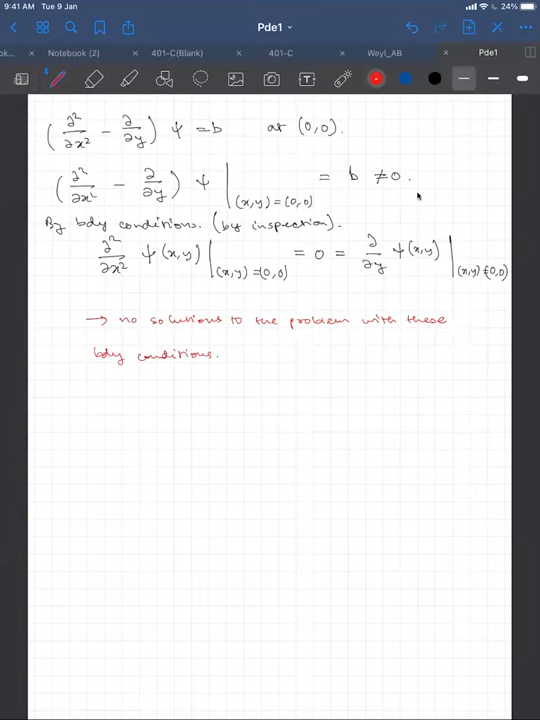 9:41 AM Tue 9 Jan 24%
Pde1
ok... Notebook (2) 401-C(Blank) 401-C Weyl_AB Pde1
(∂²/∂x² − ∂/∂y) ψ = b at (0,0).
(∂²/∂x² − ∂/∂y) ψ |(x,y)=(0,0) = b ≠0.
By bdy conditions. (by inspection).
∂²/∂x² ψ(x,y) |(x,y)=(0,0) = 0 = ∂/∂y ψ(x,y) |(x,y)=(0,0)
→ no solutions to the problem with these
bdy conditions.